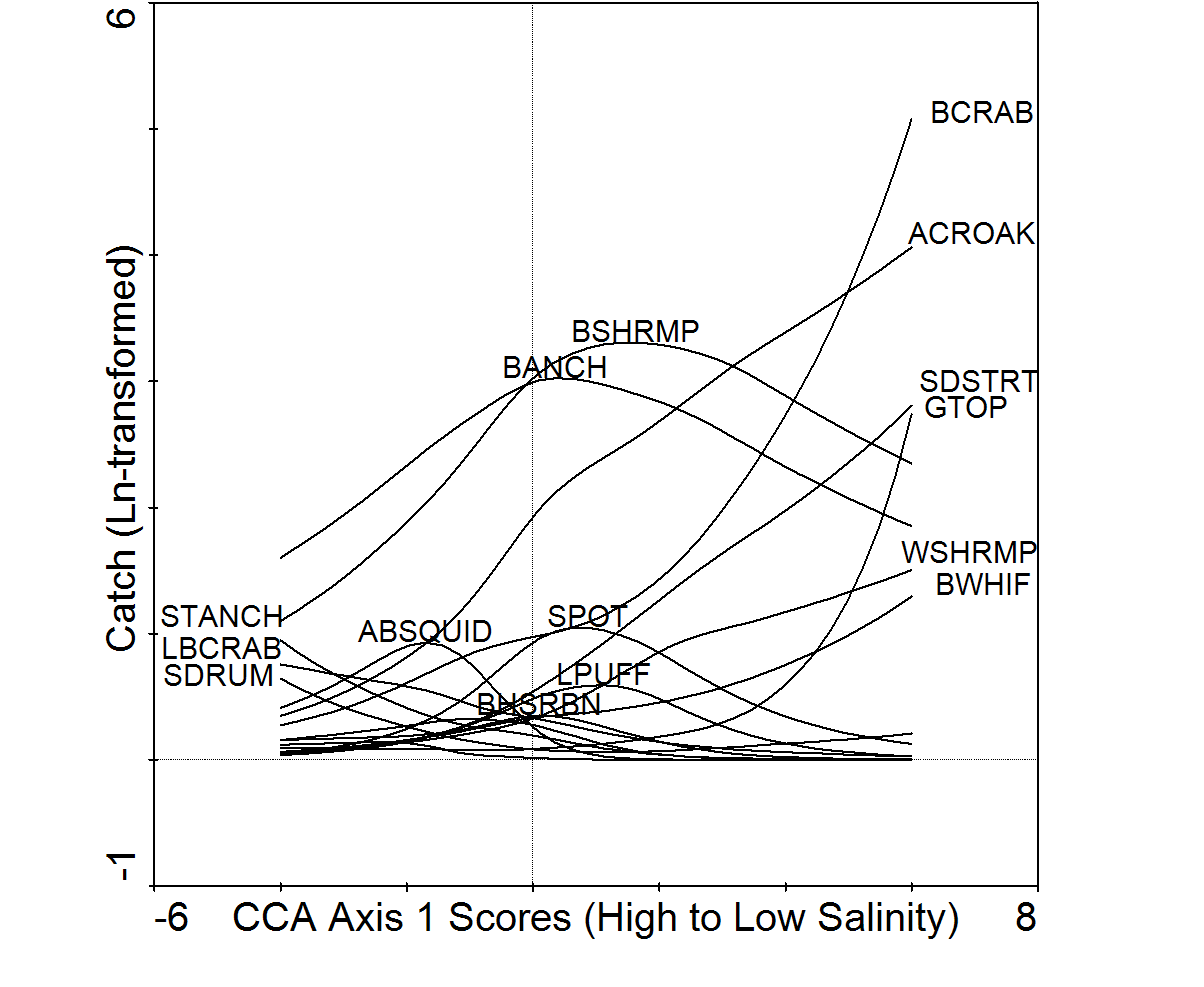 6
BCRAB
ACROAK
BSHRMP
BANCH
SDSTRT
GTOP
WSHRMP
BWHIF
STANCH
SPOT
ABSQUID
LBCRAB
SDRUM
LPUFF
BHSRBN
Catch (Ln-transformed)
-1
-6 CCA Axis 1 Scores (High to Low Salinity) 8